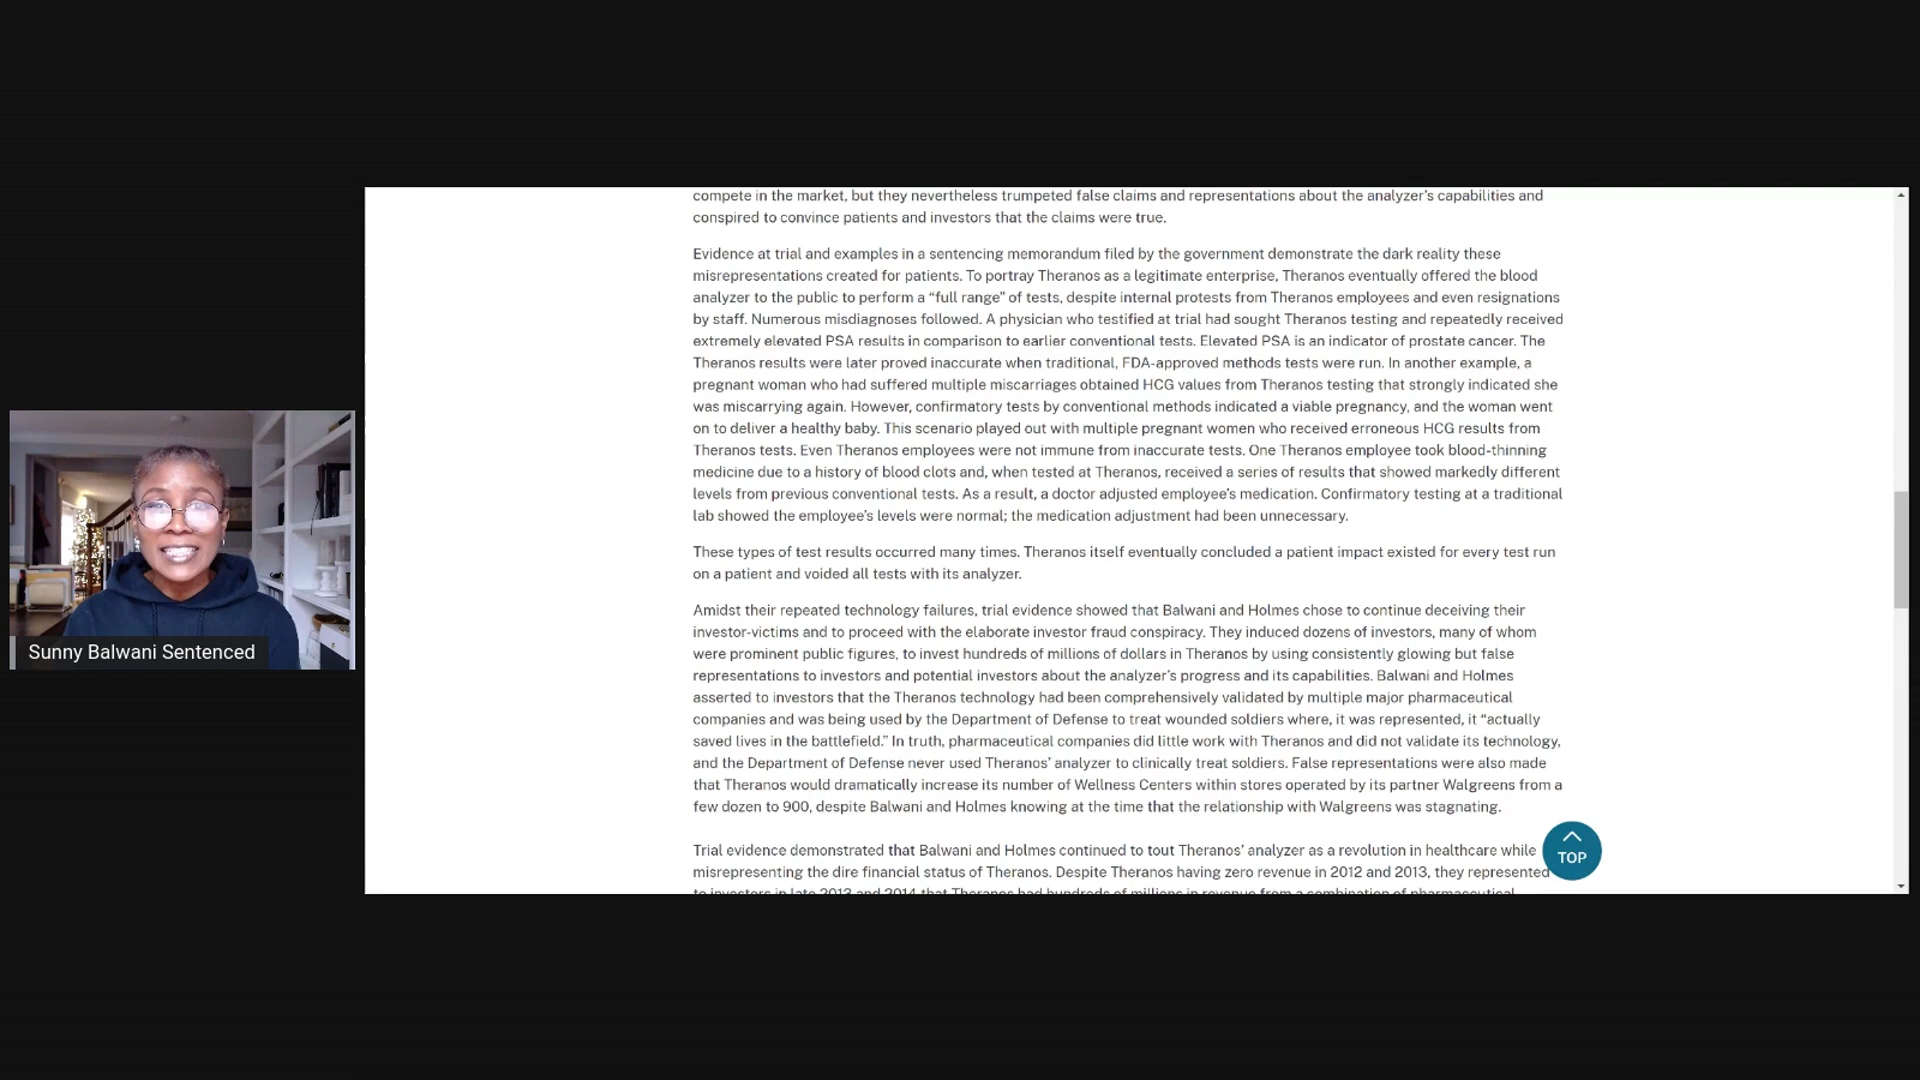 compete in the market, but they nevertheless trumpeted false claims and representations about the analyzer's capabilities and
conspired to convince patients and investors that the claims were true.
Evidence at trial and examples in a sentencing memorandum filed by the government demonstrate the dark reality these
misrepresentations created for patients. To portray Theranos as a legitimate enterprise, Theranos eventually offered the blood
analyzer to the public to perform a “full range” of tests, despite internal protests from Theranos employees and even resignations
by staff. Numerous misdiagnoses followed. A physician who testified at trial had sought Theranos testing and repeatedly received
extremely elevated PSA results in comparison to earlier conventional tests. Elevated PSA is an indicator of prostate cancer. The
Theranos results were later proved inaccurate when traditional, FDA-approved methods tests were run. In another example, a
pregnant woman who had suffered multiple miscarriages obtained HCG values from Theranos testing that strongly indicated she
was miscarrying again. However, confirmatory tests by conventional methods indicated a viable pregnancy, and the woman went
on to deliver a healthy baby. This scenario played out with multiple pregnant women who received erroneous HCG results from
Theranos tests. Even Theranos employees were not immune from inaccurate tests. One Theranos employee took blood-thinning
medicine due to a history of blood clots and, when tested at Theranos, received a series of results that showed markedly different
levels from previous conventional tests. As a result, a doctor adjusted employee's medication. Confirmatory testing at a traditional
lab showed the employee's levels were normal; the medication adjustment had been unnecessary.
These types of test results occurred many times. Theranos itself eventually concluded a patient impact existed for every test run
on a patient and voided all tests with its analyzer.
Amidst their repeated technology failures, trial evidence showed that Balwani and Holmes chose to continue deceiving their
investor-victims and to proceed with the elaborate investor fraud conspiracy. They induced dozens of investors, many of whom
were prominent public figures, to invest hundreds of millions of dollars in Theranos by using consistently glowing but false
representations to investors and potential investors about the analyzer's progress and its capabilities. Balwani and Holmes
asserted to investors that the Theranos technology had been comprehensively validated by multiple major pharmaceutical
companies and was being used by the Department of Defense to treat wounded soldiers where, it was represented, it “actually
saved lives in the battlefield.” In truth, pharmaceutical companies did little work with Theranos and did not validate its technology,
and the Department of Defense never used Theranos' analyzer to clinically treat soldiers. False representations were also made
that Theranos would dramatically increase its number of Wellness Centers within stores operated by its partner Walgreens from a
few dozen to 900, despite Balwani and Holmes knowing at the time that the relationship with Walgreens was stagnating.
Trial evidence demonstrated that Balwani and Holmes continued to tout Theranos' analyzer as a revolution in healthcare while
misrepresenting the dire financial status of Theranos. Despite Theranos having zero revenue in 2012 and 2013, they represented
to investors in late 2013 and 2014 that Theranos had hundreds of millions in revenue from a combination of pharmaceutical
TOP
Sunny Balwani Sentenced